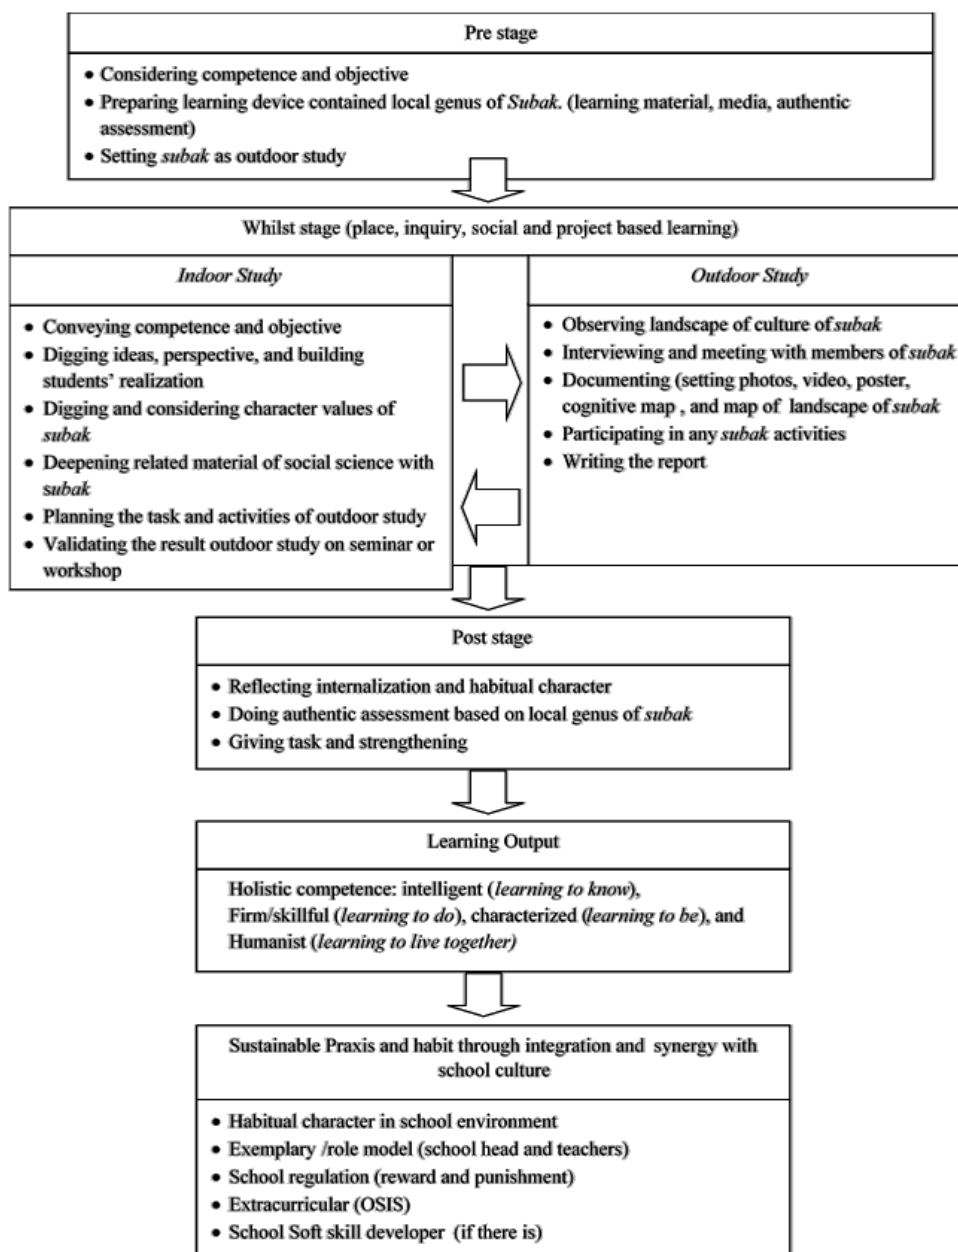 Pre stage
• Considering competence and objective
• Preparing learning device contained local genus of Subak. (learning material, media, authentic
assessment)
• Setting subak as outdoor study
Whilst stage (place, inquiry, social and project based learning)
Indoor Study
• Conveying competence and objective
• Digging ideas, perspective, and building
students' realization
• Digging and considering character values of
subak
• Deepening related material of social science with
subak
• Planning the task and activities of outdoor study
• Validating the result outdoor study on seminar or
workshop
Outdoor Study
• Observing landscape of culture of subak
• Interviewing and meeting with members of subak
• Documenting (setting photos, video, poster,
cognitive map , and map of landscape of subak
• Participating in any subak activities
• Writing the report
Post stage
• Reflecting internalization and habitual character
• Doing authentic assessment based on local genus of subak
• Giving task and strengthening
Learning Output
Holistic competence: intelligent (learning to know),
Firm/skillful (learning to do), characterized (learning to be), and
Humanist (learning to live together)
Sustainable Praxis and habit through integration and synergy with
school culture
• Habitual character in school environment
• Exemplary /role model (school head and teachers)
• School regulation (reward and punishment)
• Extracurricular (OSIS)
• School Soft skill developer (if there is)